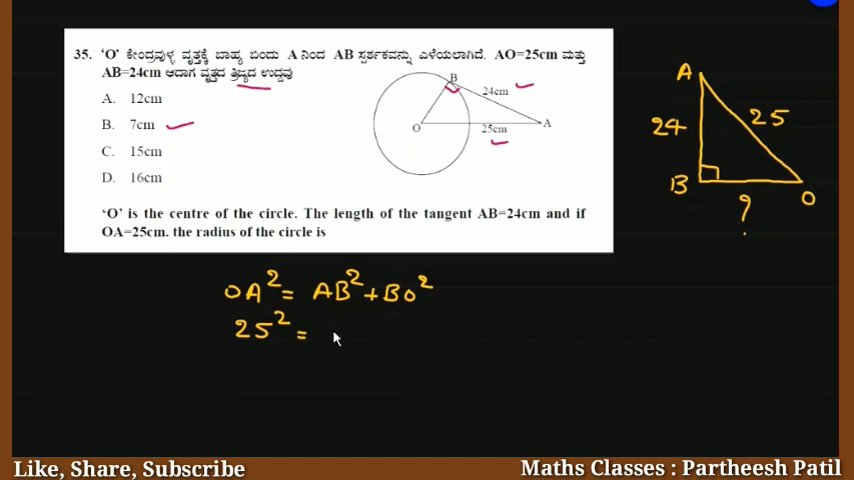 35. ‘O’ ಕೇಂದ್ರವುಳ್ಳ ವೃತ್ತಕ್ಕೆ ಬಾಹ್ಯ ಬಿಂದು A ನಿಂದ AB ಸ್ಪರ್ಶಕವನ್ನು ಎಳೆಯಲಾಗಿದೆ. AO=25cm ಮತ್ತು
AB=24cm ಆದಾಗ ವೃತ್ತದ ತ್ರಿಜ್ಯದ ಉದ್ದವು
A. 12cm
B. 7cm
C. 15cm
D. 16cm
B
24cm
O
25cm
A
‘O’ is the centre of the circle. The length of the tangent AB=24cm and if
OA=25cm. the radius of the circle is
A
24
25
B
O
?
OA²= AB²+BO²
25² =
Like, Share, Subscribe
Maths Classes : Partheesh Patil